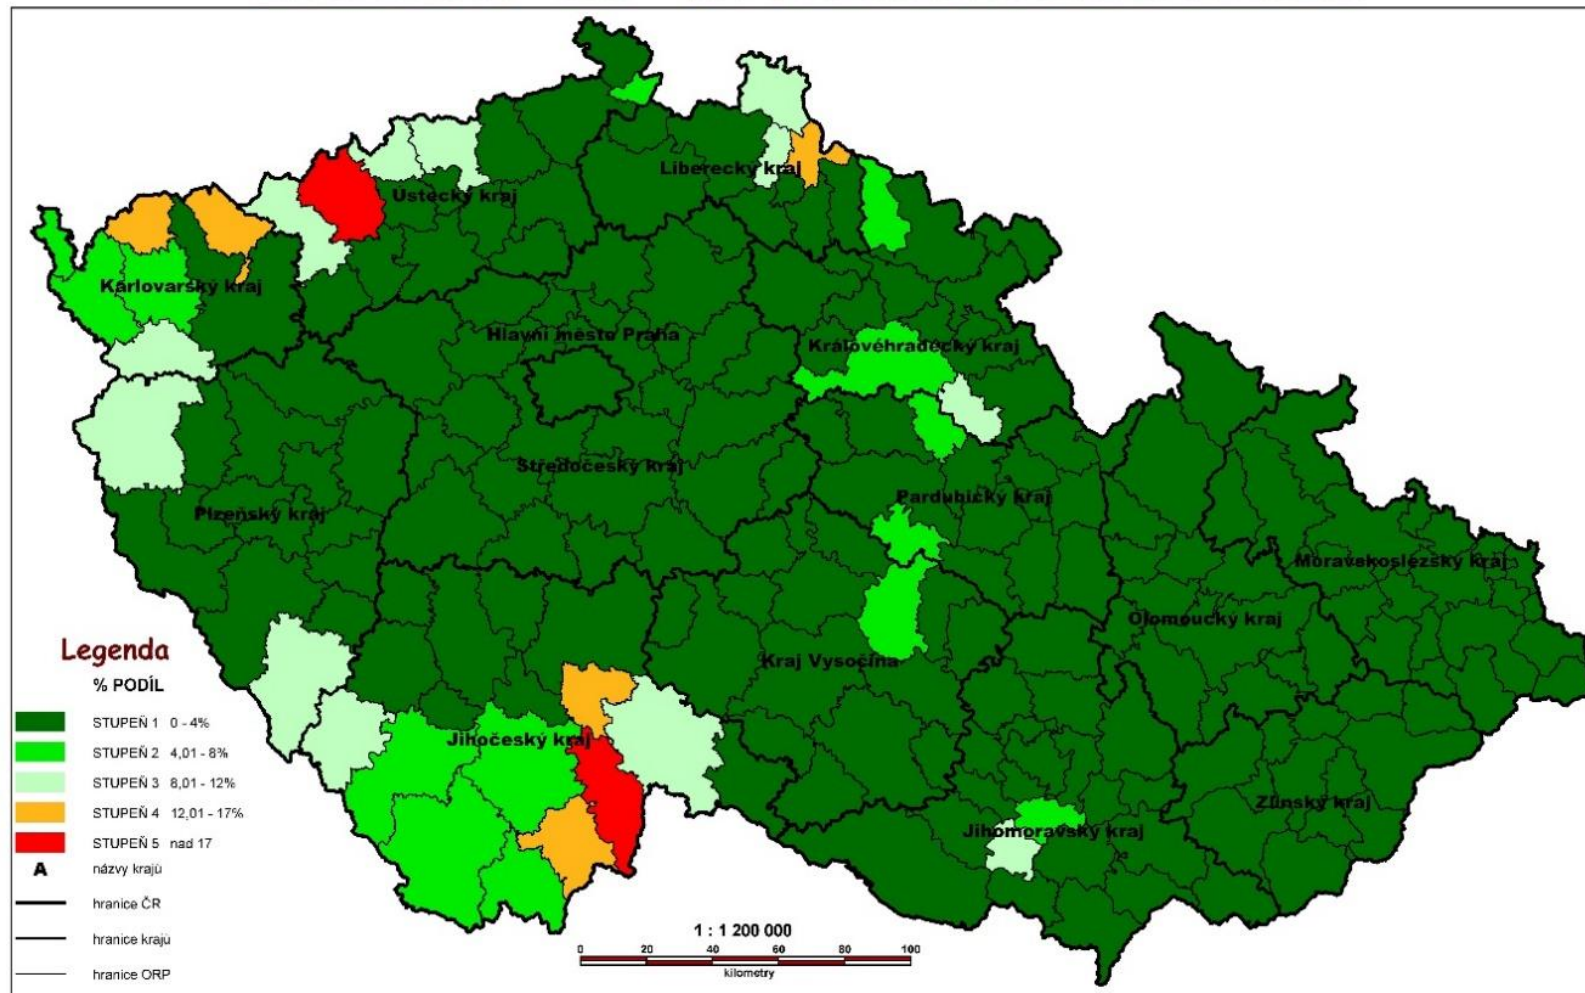 Liberecký kraj
Ústecký kraj
Karlovarský kraj
Hlavní město Praha
Královéhradecký kraj
Středočeský kraj
Pardubický kraj
Plzeňský kraj
Moravskoslezský kraj
Olomoucký kraj
Kraj Vysočina
Jihočeský kraj
Zlínský kraj
Jihomoravský kraj
Legenda
% PODÍL
STUPEŇ 1 0 - 4%
STUPEŇ 2 4,01 - 8%
STUPEŇ 3 8,01 - 12%
STUPEŇ 4 12,01 - 17%
STUPEŇ 5 nad 17
A názvy krajů
hranice ČR
hranice krajů
hranice ORP
1 : 1 200 000
0 20 40 60 80 100
kilometry